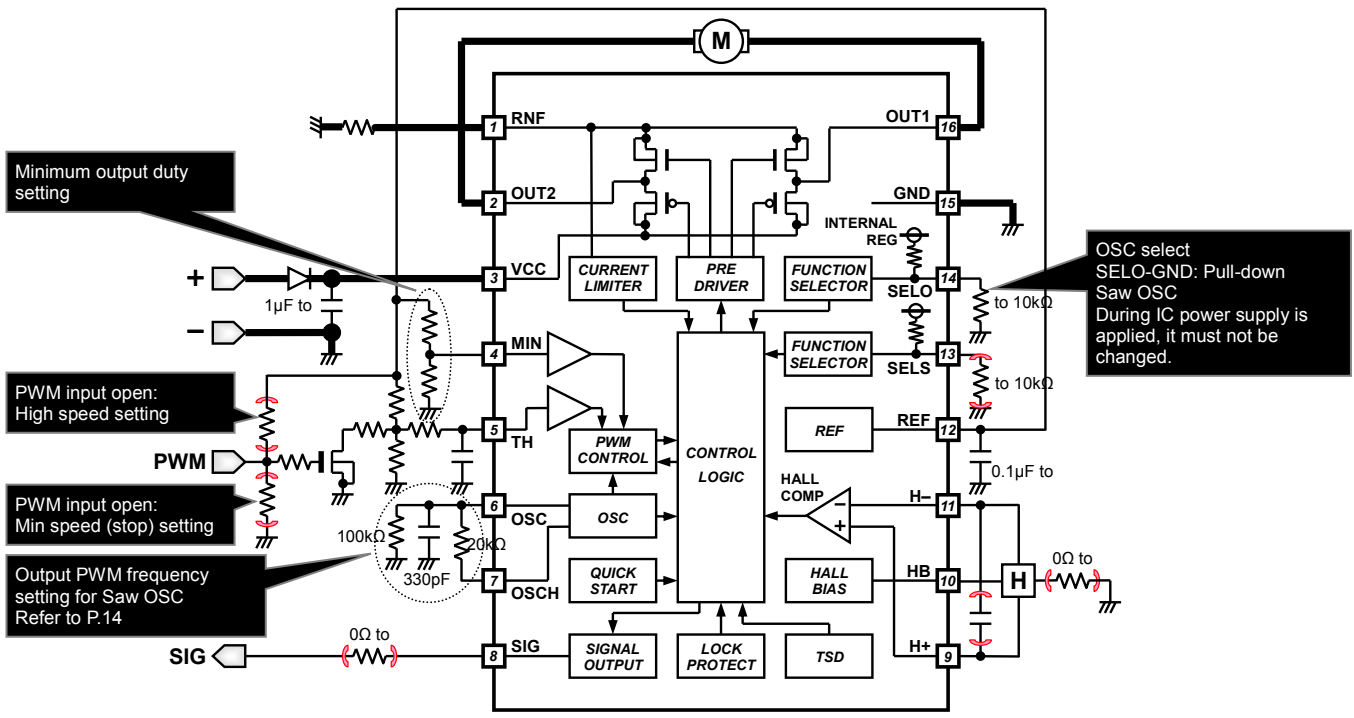 M
1
RNF
OUT1
16
Minimum output duty
setting
2
OUT2
GND
15
INTERNAL
REG
OSC select
SELO-GND: Pull-down
Saw OSC
During IC power supply is
applied, it must not be
changed.
+
3
VCC
CURRENT
LIMITER
PRE
DRIVER
FUNCTION
SELECTOR
14
SELO
to 10kΩ
1µF to
−
4
MIN
FUNCTION
SELECTOR
13
SELS
to 10kΩ
PWM input open:
High speed setting
5
TH
REF
REF
12
PWM
PWM
CONTROL
CONTROL
LOGIC
0.1µF to
HALL
COMP
H−
11
−
+
PWM input open:
Min speed (stop) setting
6
OSC
OSC
100kΩ
20kΩ
330pF
Output PWM frequency
setting for Saw OSC
Refer to P.14
7
OSCH
QUICK
START
HALL
BIAS
HB
10
H
0Ω to
SIG
0Ω to
8
SIG
SIGNAL
OUTPUT
LOCK
PROTECT
TSD
H+
9